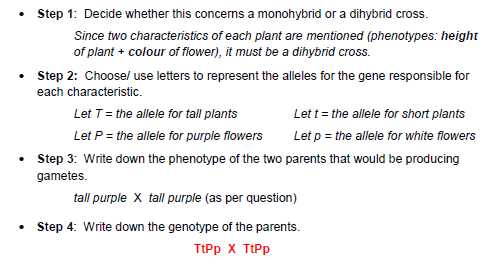 • Step 1: Decide whether this concerns a monohybrid or a dihybrid cross.
Since two characteristics of each plant are mentioned (phenotypes: height
of plant + colour of flower), it must be a dihybrid cross.
• Step 2: Choose/ use letters to represent the alleles for the gene responsible for
each characteristic.
Let T = the allele for tall plants Let t = the allele for short plants
Let P = the allele for purple flowers Let p = the allele for white flowers
• Step 3: Write down the phenotype of the two parents that would be producing
gametes.
tall purple X tall purple (as per question)
• Step 4: Write down the genotype of the parents.
TtPp X TtPp